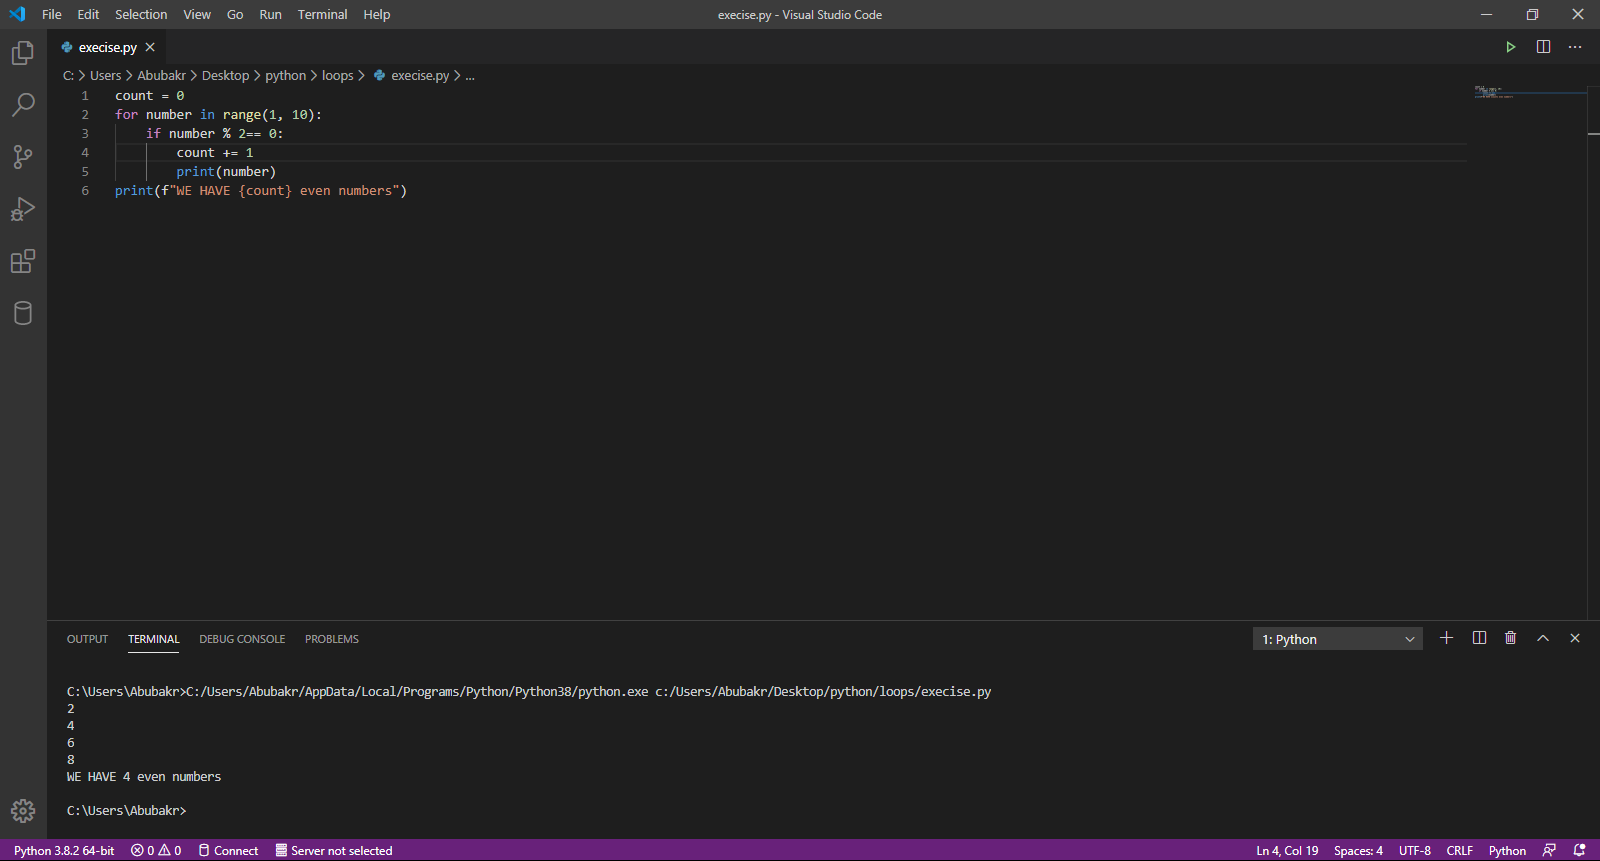 File Edit Selection View Go Run Terminal Help execise.py - Visual Studio Code
execise.py
C: > Users > Abubakr > Desktop > python > loops > execise.py > ...
1 count = 0
2 for number in range(1, 10):
3     if number % 2== 0:
4         count += 1
5         print(number)
6 print(f"WE HAVE {count} even numbers")
OUTPUT TERMINAL DEBUG CONSOLE PROBLEMS 1: Python
C:\Users\Abubakr>C:/Users/Abubakr/AppData/Local/Programs/Python/Python38/python.exe c:/Users/Abubakr/Desktop/python/loops/execise.py
2
4
6
8
WE HAVE 4 even numbers
C:\Users\Abubakr>
Python 3.8.2 64-bit 0 0 Connect Server not selected Ln 4, Col 19 Spaces: 4 UTF-8 CRLF Python